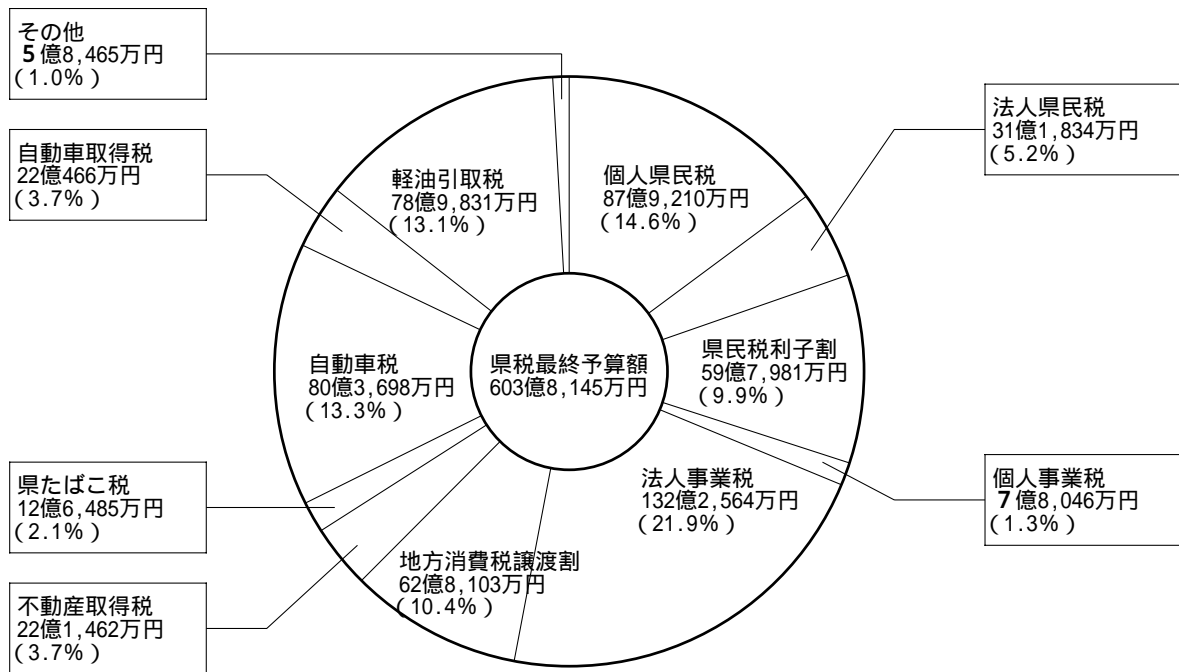 その他
5億8,465万円
(1.0%)
法人県民税
31億1,834万円
(5.2%)
自動車取得税
22億466万円
(3.7%)
軽油引取税
78億9,831万円
(13.1%)
個人県民税
87億9,210万円
(14.6%)
自動車税
80億3,698万円
(13.3%)
県税最終予算額
603億8,145万円
県民税利子割
59億7,981万円
(9.9%)
県たばこ税
12億6,485万円
(2.1%)
法人事業税
132億2,564万円
(21.9%)
個人事業税
7億8,046万円
(1.3%)
地方消費税譲渡割
62億8,103万円
(10.4%)
不動産取得税
22億1,462万円
(3.7%)